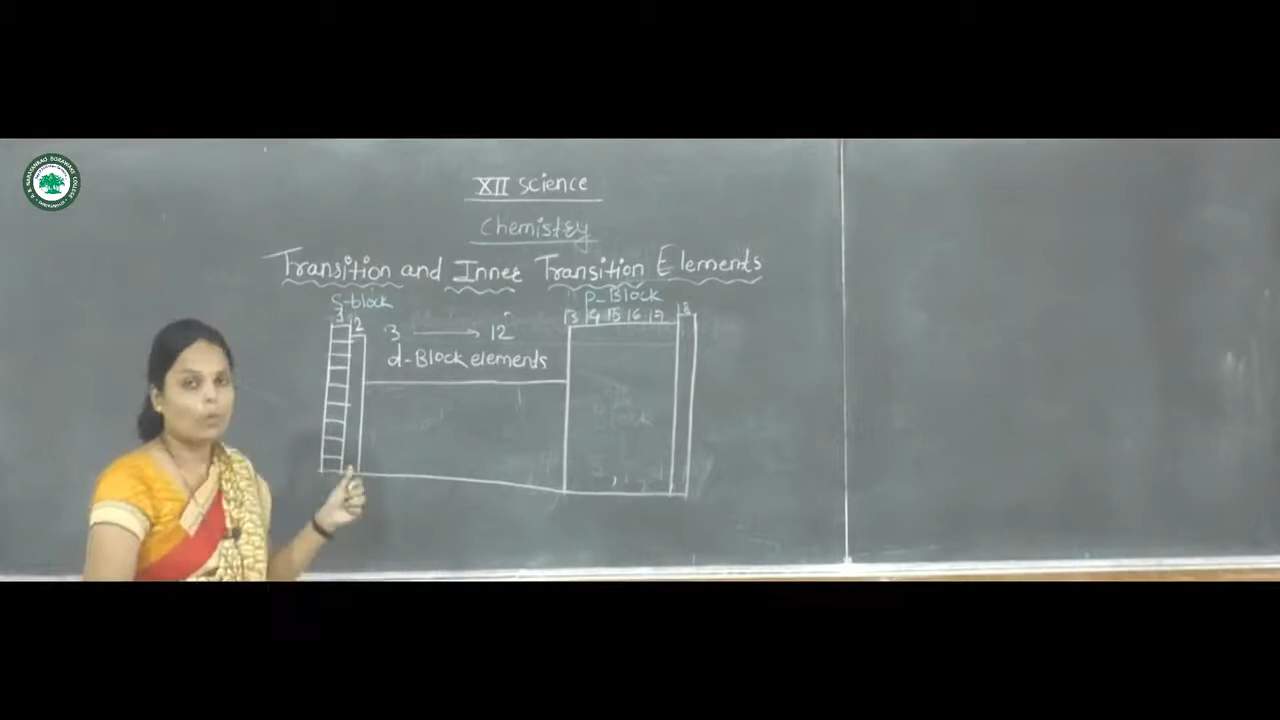 XII Science
Chemistry
Transition and Inner Transition Elements
S-block
P-Block
2
13 14 15 16 17 18
3 → 12
d-Block elements